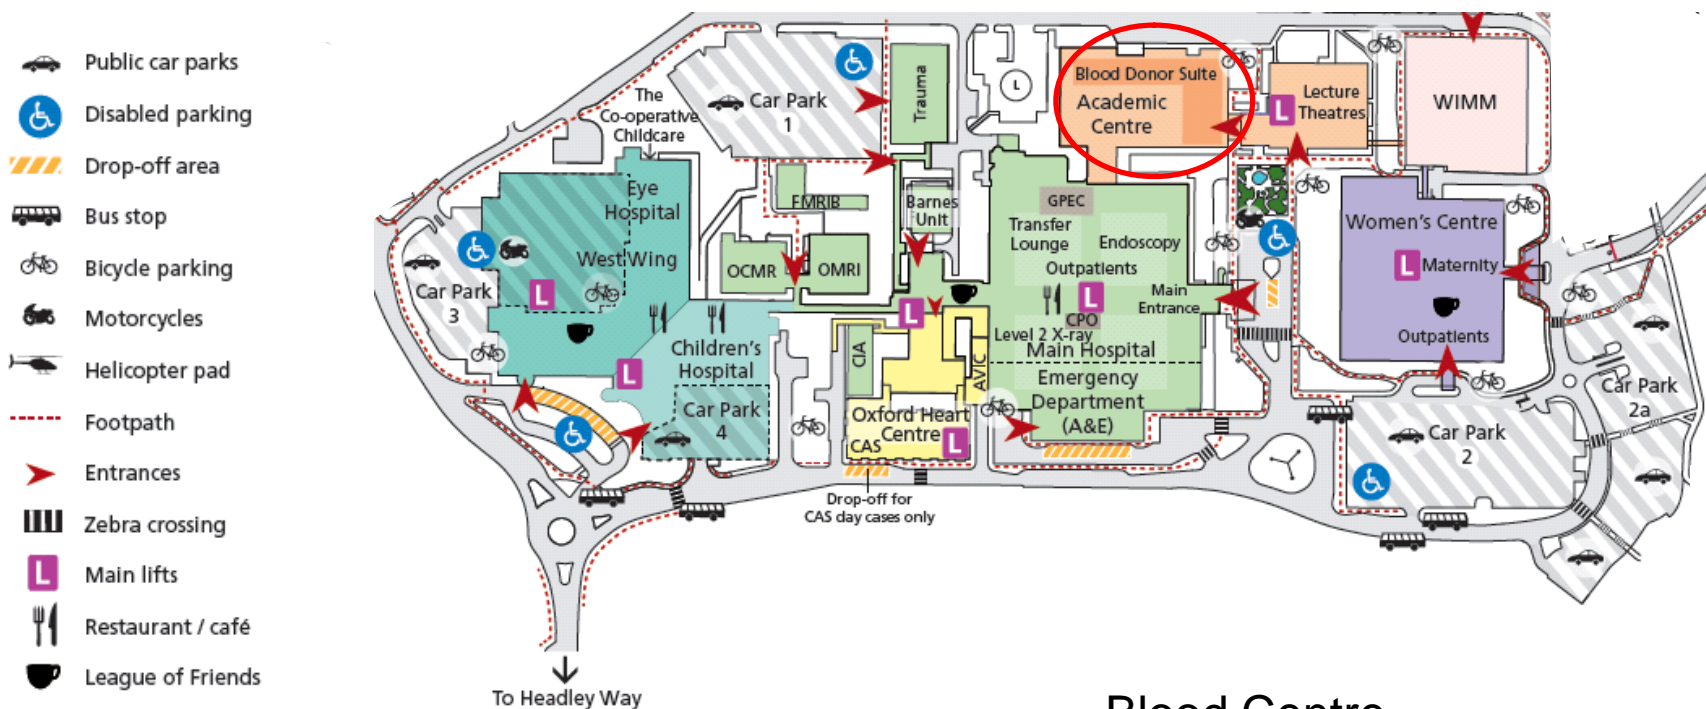 Public car parks
Disabled parking
Drop-off area
Bus stop
Bicycle parking
Motorcycles
Helicopter pad
Footpath
Entrances
Zebra crossing
L
Main lifts
Restaurant / café
League of Friends
The
Co-operative
Childcare
Car Park
1
Trauma
L
Blood Donor Suite
Academic
Centre
L
Lecture
Theatres
WIMM
Eye
Hospital
West Wing
L
Car Park
3
FMRIB
Barnes
Unit
OCMR
OMRI
GPEC
Transfer
Lounge
Endoscopy
Outpatients
L
Main
Entrance
CPO
Level 2 X-ray
Main Hospital
Emergency
Department
(A&E)
Women's Centre
L
Maternity
Outpatients
L
Children's
Hospital
L
Car Park
4
CIA
AVIC
Oxford Heart
Centre
L
CAS
Drop-off for
CAS day cases only
Car Park
2
Car Park
2a
To Headley Way
Blood Centre